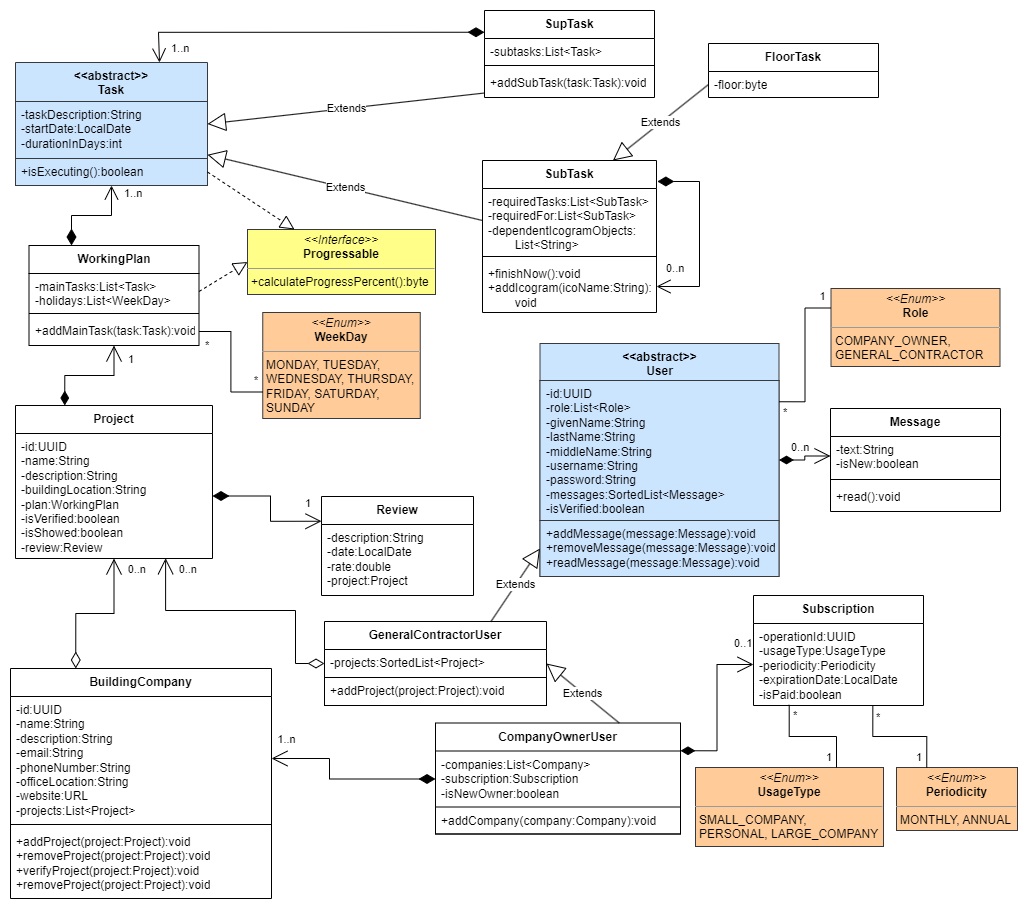 SupTask
-subtasks:List<Task>
+addSubTask(task:Task):void
1..n
<<abstract>>
Task
-taskDescription:String
-startDate:LocalDate
-durationInDays:int
+isExecuting():boolean
Extends
FloorTask
-floor:byte
Extends
SubTask
-requiredTasks:List<SubTask>
-requiredFor:List<SubTask>
-dependentIcogramObjects:
List<String>
+finishNow():void
+addIcogram(icoName:String):
void
0..n
Extends
1..n
<<Interface>>
Progressable
+calculateProgressPercent():byte
WorkingPlan
-mainTasks:List<Task>
-holidays:List<WeekDay>
+addMainTask(task:Task):void
*
*
<<Enum>>
WeekDay
MONDAY, TUESDAY,
WEDNESDAY, THURSDAY,
FRIDAY, SATURDAY,
SUNDAY
1
<<Enum>>
Role
COMPANY_OWNER,
GENERAL_CONTRACTOR
1
*
<<abstract>>
User
-id:UUID
-role:List<Role>
-givenName:String
-lastName:String
-middleName:String
-username:String
-password:String
-messages:SortedList<Message>
-isVerified:boolean
+addMessage(message:Message):void
+removeMessage(message:Message):void
+readMessage(message:Message):void
0..n
Message
-text:String
-isNew:boolean
+read():void
Project
-id:UUID
-name:String
-description:String
-buildingLocation:String
-plan:WorkingPlan
-isVerified:boolean
-isShowed:boolean
-review:Review
1
Review
-description:String
-date:LocalDate
-rate:double
-project:Project
0..n
0..n
Extends
GeneralContractorUser
-projects:SortedList<Project>
+addProject(project:Project):void
Subscription
-operationId:UUID
-usageType:UsageType
-periodicity:Periodicity
-expirationDate:LocalDate
-isPaid:boolean
0..1
*
*
1
1
Extends
BuildingCompany
-id:UUID
-name:String
-description:String
-email:String
-phoneNumber:String
-officeLocation:String
-website:URL
-projects:List<Project>
+addProject(project:Project):void
+removeProject(project:Project):void
+verifyProject(project:Project):void
+removeProject(project:Project):void
1..n
CompanyOwnerUser
-companies:List<Company>
-subscription:Subscription
-isNewOwner:boolean
+addCompany(company:Company):void
<<Enum>>
UsageType
SMALL_COMPANY,
PERSONAL, LARGE_COMPANY
<<Enum>>
Periodicity
MONTHLY, ANNUAL